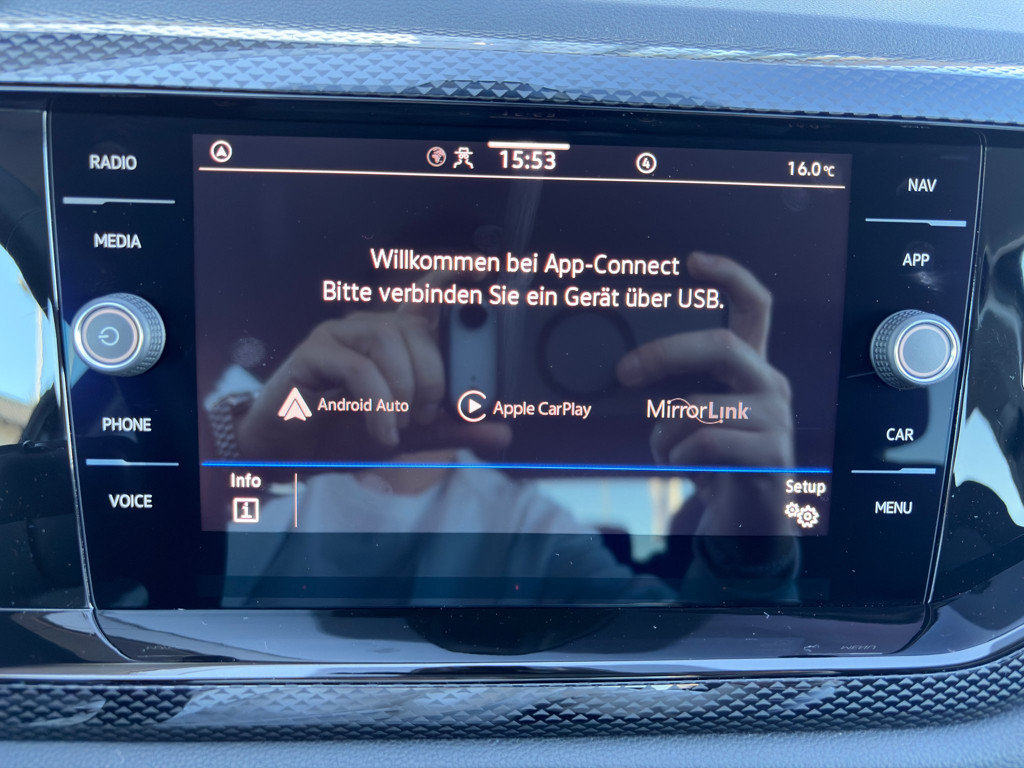 RADIO
MEDIA
PHONE
VOICE
15:53
4
16.0°C
Willkommen bei App-Connect
Bitte verbinden Sie ein Gerät über USB.
Android Auto
Apple CarPlay
MirrorLink
Info
i
Setup
NAV
APP
CAR
MENU